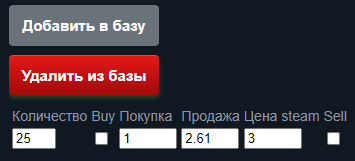 Добавить в базу
Удалить из базы
Количество Buy Покупка Продажа Цена steam Sell
25 1 2.61 3